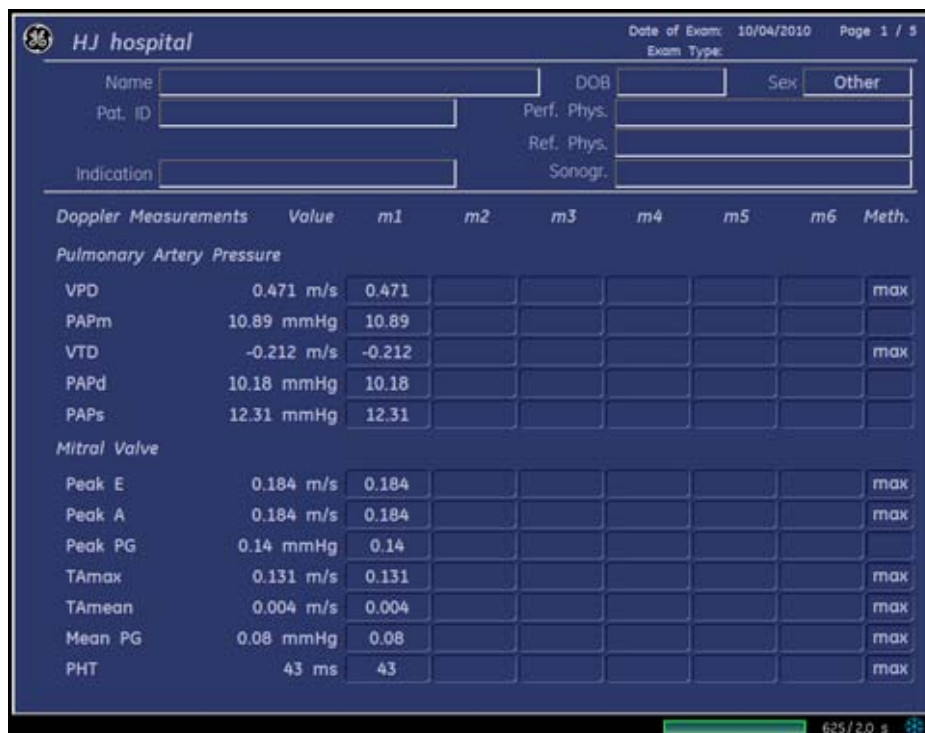 HJ hospital Date of Exam: 10/04/2010 Page 1 / 5
Exam Type:
Name DOB Sex Other
Pat. ID Perf. Phys.
Ref. Phys.
Indication Sonogr.
Doppler Measurements Value m1 m2 m3 m4 m5 m6 Meth.
Pulmonary Artery Pressure
VPD 0.471 m/s 0.471 max
PAPm 10.89 mmHg 10.89
VTD -0.212 m/s -0.212 max
PAPd 10.18 mmHg 10.18
PAPs 12.31 mmHg 12.31
Mitral Valve
Peak E 0.184 m/s 0.184 max
Peak A 0.184 m/s 0.184 max
Peak PG 0.14 mmHg 0.14
TAmax 0.131 m/s 0.131 max
TAmean 0.004 m/s 0.004 max
Mean PG 0.08 mmHg 0.08 max
PHT 43 ms 43 max
625/2.0 s